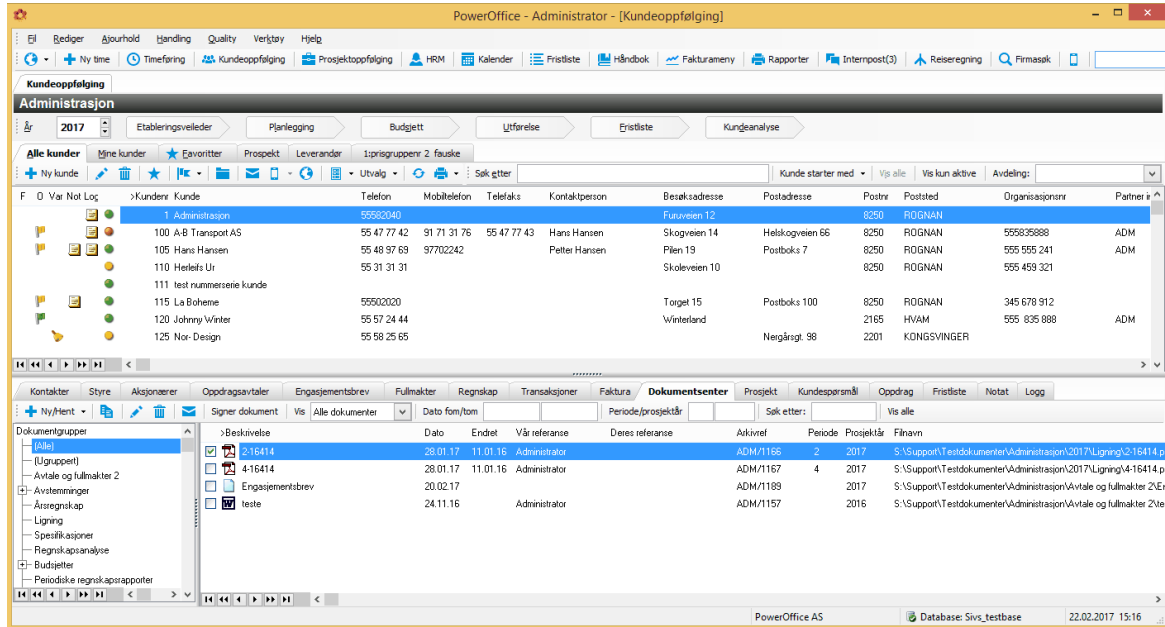 PowerOffice - Administrator - [Kundeoppfølging]
Fil Rediger Ajourhold Handling Quality Verktøy Hjelp
Ny time Timeføring Kundeoppfølging Prosjektoppfølging HRM Kalender Fristliste Håndbok Fakturameny Rapporter Internpost(3) Reiseregning Firmasøk
Kundeoppfølging
Administrasjon
År 2017 Etableringsveileder Planlegging Budsjett Utførelse Fristliste Kundeanalyse
Alle kunder Mine kunder Favoritter Prospekt Leverandør 1:prisgruppenr 2 fauske
Ny kunde Utvalg Søk etter Kunde starter med Vis alle Vis kun aktive Avdeling:
F O Var Not Log >Kundenr Kunde Telefon Mobiltelefon Telefaks Kontaktperson Besøksadresse Postadresse Postnr Poststed Organisasjonsnr Partner in
1 Administrasjon 55582040 Furuveien 12 8250 ROGNAN
100 A-B Transport AS 55 47 77 42 91 71 31 76 55 47 77 43 Hans Hansen Skogveien 14 Helskogveien 66 8250 ROGNAN 555835888 ADM
105 Hans Hansen 55 48 97 69 97702242 Petter Hansen Pilen 19 Postboks 7 8250 ROGNAN 555 555 241 ADM
110 Herleifs Ur 55 31 31 31 Skoleveien 10 8250 ROGNAN 555 459 321
111 test nummerserie kunde
115 La Boheme 55502020 Torget 15 Postboks 100 8250 ROGNAN 345 678 912
120 Johnny Winter 55 57 24 44 Winterland 2165 HVAM 555 835 888 ADM
125 Nor- Design 55 58 25 65 Nergårsgt. 98 2201 KONGSVINGER
Kontakter Styre Aksjonærer Oppdragsavtaler Engasjementsbrev Fullmakter Regnskap Transaksjoner Faktura Dokumentsenter Prosjekt Kundespørsmål Oppdrag Fristliste Notat Logg
Ny/Hent Signer dokument Vis Alle dokumenter Dato fom/tom Periode/prosjektår Søk etter: Vis alle
Dokumentgrupper >Beskrivelse Dato Endret Vår referanse Deres referanse Arkivref Periode Prosjektår Filnavn
(Alle) 2-16414 28.01.17 11.01.16 Administrator ADM/1166 2 2017 S:\Support\Testdokumenter\Administrasjon\2017\Ligning\2-16414.p
(Ugruppert) 4-16414 28.01.17 11.01.16 Administrator ADM/1167 4 2017 S:\Support\Testdokumenter\Administrasjon\2017\Ligning\4-16414.p
Avtale og fullmakter 2 Engasjementsbrev 20.02.17 ADM/1189 2017 S:\Support\Testdokumenter\Administrasjon\Avtale og fullmakter 2\En
Avstemminger
Årsregnskap teste 24.11.16 Administrator ADM/1157 2016 S:\Support\Testdokumenter\Administrasjon\Avtale og fullmakter 2\te
Ligning
Spesifikasjoner
Regnskapsanalyse
Budsjetter
Periodiske regnskapsrapporter
PowerOffice AS Database: Sivs_testbase 22.02.2017 15:16